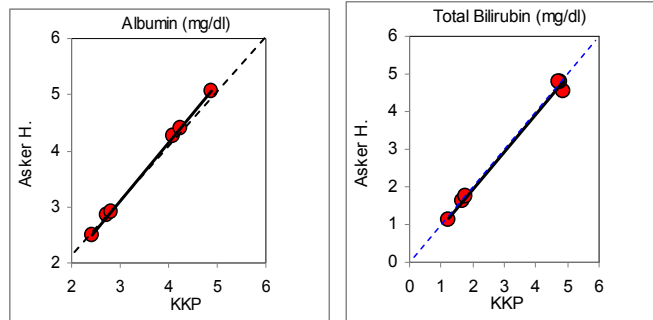 Albumin (mg/dl)
6
5
4
3
2
Asker H.
2 3 4 5 6
KKP
Total Bilirubin (mg/dl)
6
5
4
3
2
1
0
Asker H.
0 1 2 3 4 5 6
KKP